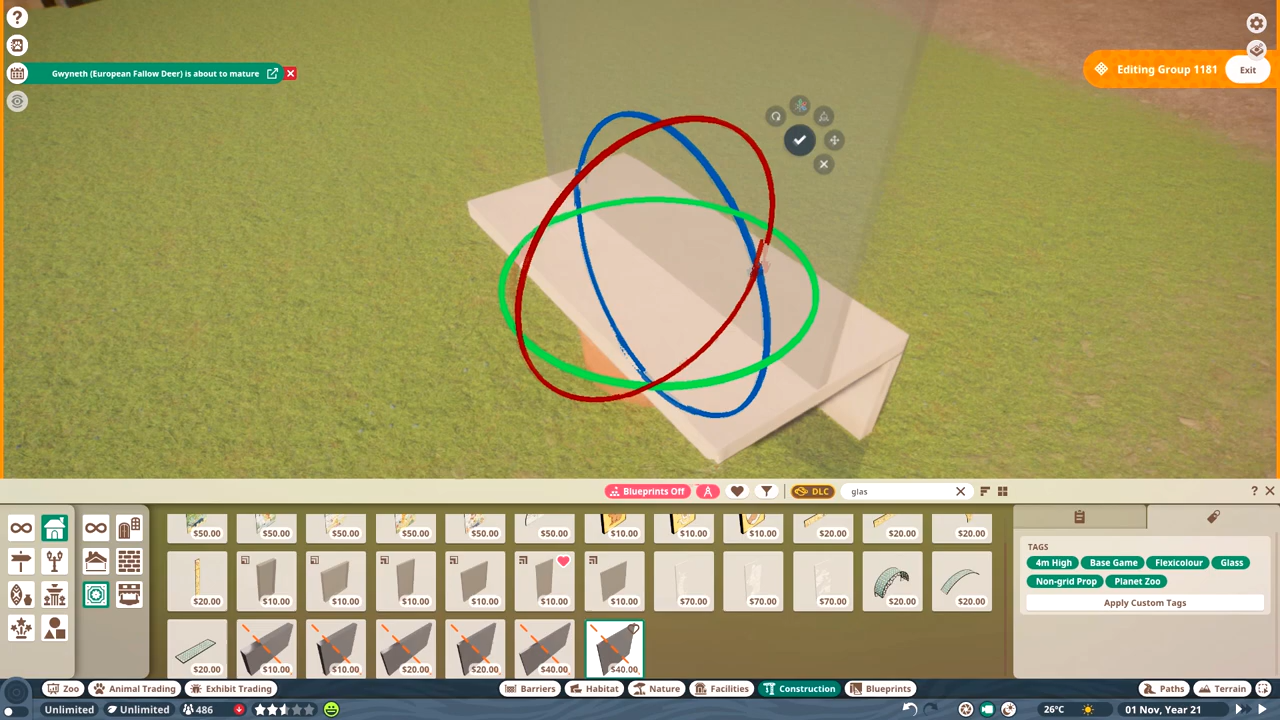 ?
Gwyneth (European Fallow Deer) is about to mature
Editing Group 1181
Exit
Blueprints Off
DLC
glas
?
$50.00 $50.00 $50.00 $50.00 $50.00 $50.00 $10.00 $10.00 $10.00 $20.00 $20.00 $20.00
$20.00 $10.00 $10.00 $10.00 $10.00 $10.00 $10.00 $70.00 $70.00 $70.00 $20.00 $20.00
$20.00 $10.00 $10.00 $20.00 $20.00 $40.00 $40.00
TAGS
4m High Base Game Flexicolour Glass
Non-grid Prop Planet Zoo
Apply Custom Tags
Zoo Animal Trading Exhibit Trading Barriers Habitat Nature Facilities Construction Blueprints Paths Terrain
Unlimited Unlimited 486 26°C 01 Nov, Year 21